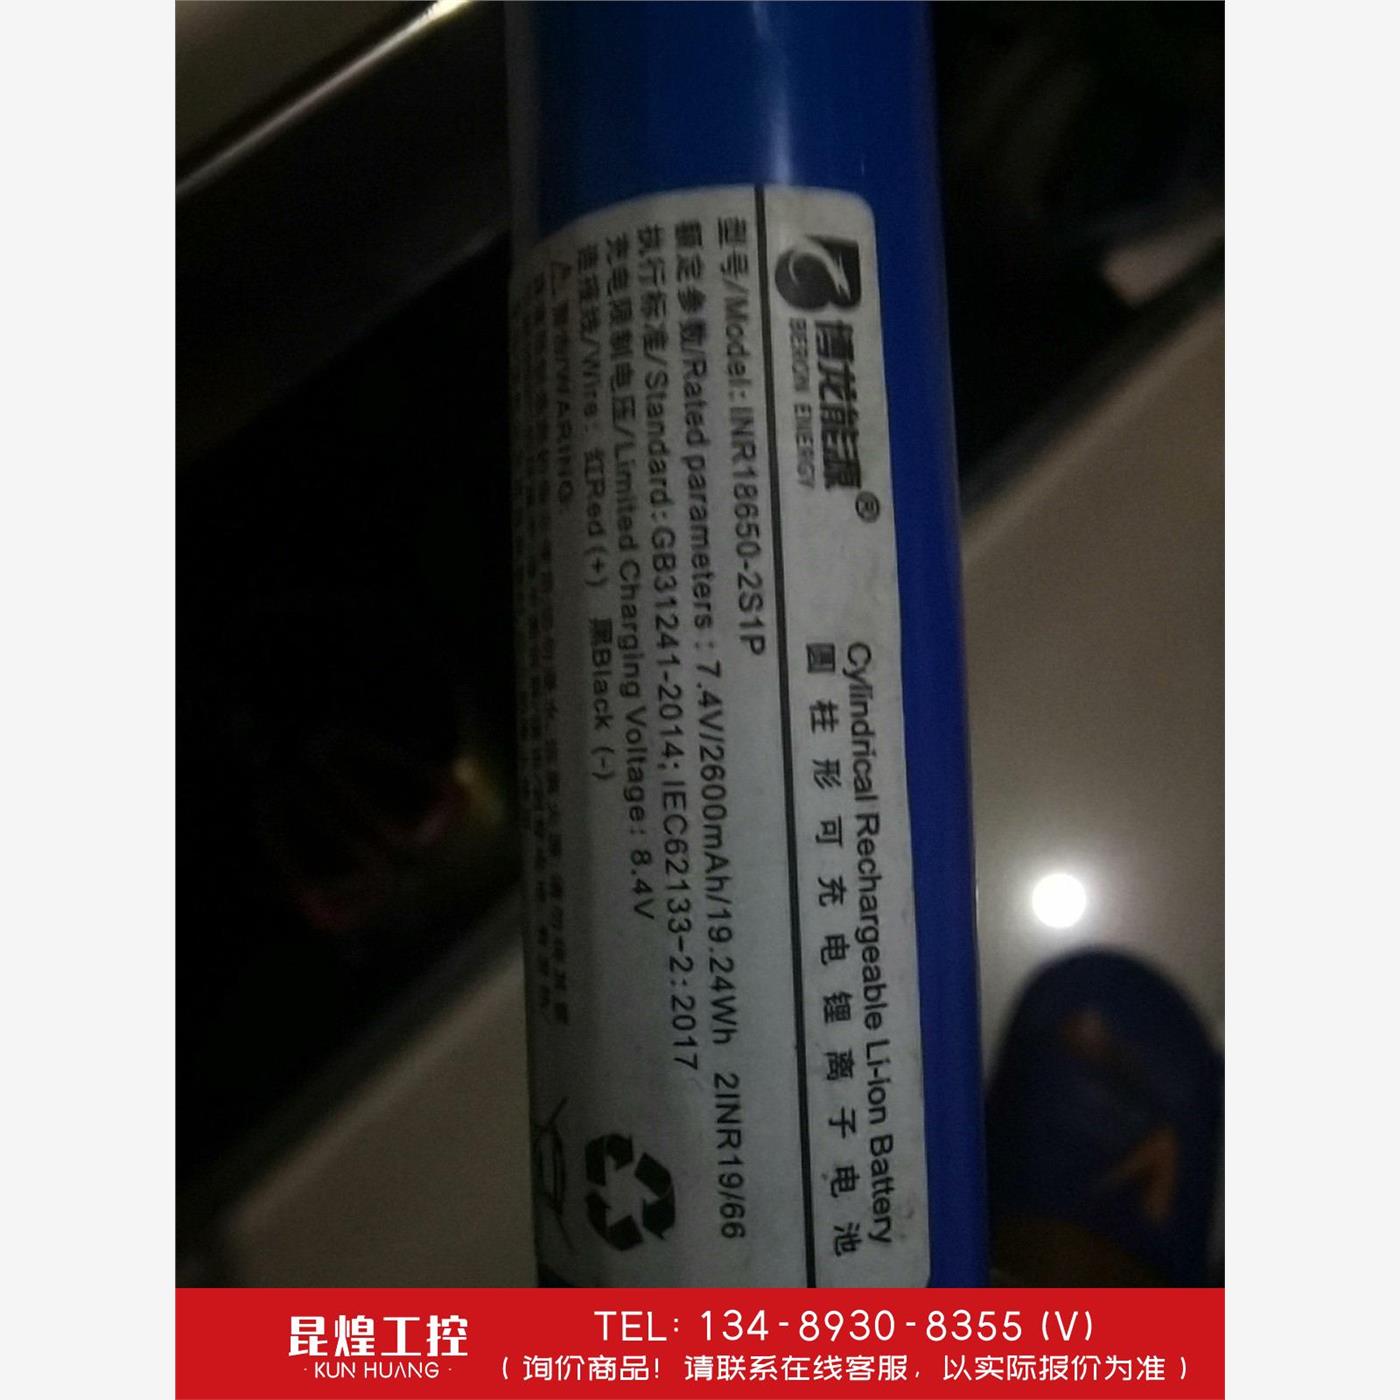 博龙能源®
BERON ENERGY
Cylindrical Rechargeable Li-ion Battery
圆柱形可充电锂离子电池
型号/Model:INR18650-2S1P
额定参数/Rated parameters:7.4V/2600mAh/19.24Wh 2INR19/66
执行标准/Standard:GB31241-2014;IEC62133-2:2017
充电限制电压/Limited Charging Voltage:8.4V
连接线/Wire: 红Red(+) 黑Black (-)
警告/WARING:
昆煌工控
·KUN HUANG·
TEL: 134-8930-8355 (V)
(询价商品!请联系在线客服,以实际报价为准)